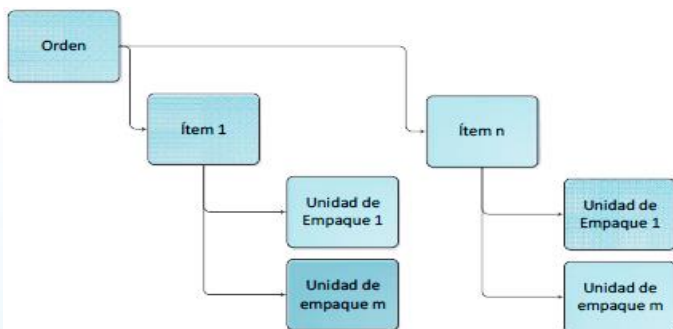 Orden
Ítem 1
Ítem n
Unidad de
Empaque 1
Unidad de
empaque m
Unidad de
Empaque 1
Unidad de
empaque m